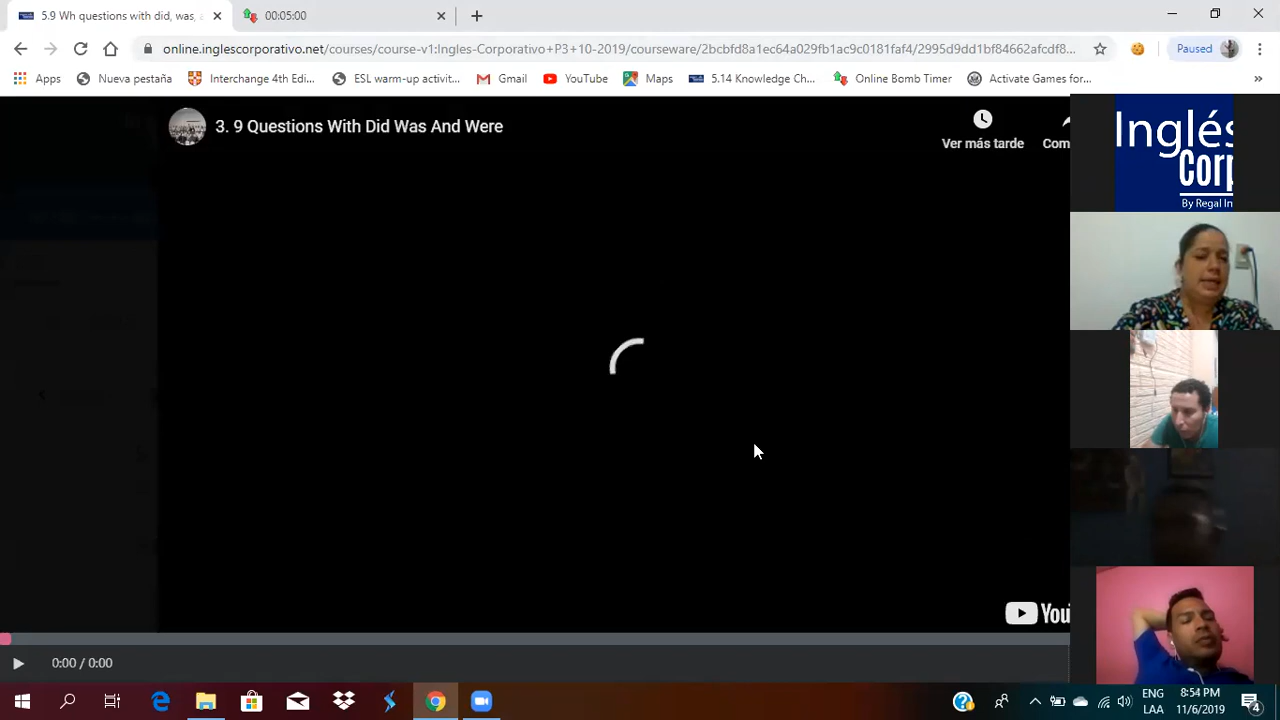 5.9 Wh questions with did, was,
00:05:00
online.inglescorporativo.net/courses/course-v1:Ingles-Corporativo+P3+10-2019/courseware/2bcbfd8a1ec64a029fb1ac9c0181faf4/2995d9dd1bf84662afcdf8...
Paused
Apps
Nueva pestaña
Interchange 4th Edi...
ESL warm-up activit...
Gmail
YouTube
Maps
5.14 Knowledge Ch...
Online Bomb Timer
Activate Games for...
»
3. 9 Questions With Did Was And Were
Ver más tarde
Com
Inglés
Corp
By Regal In
You
0:00 / 0:00
ENG
LAA
8:54 PM
11/6/2019
4